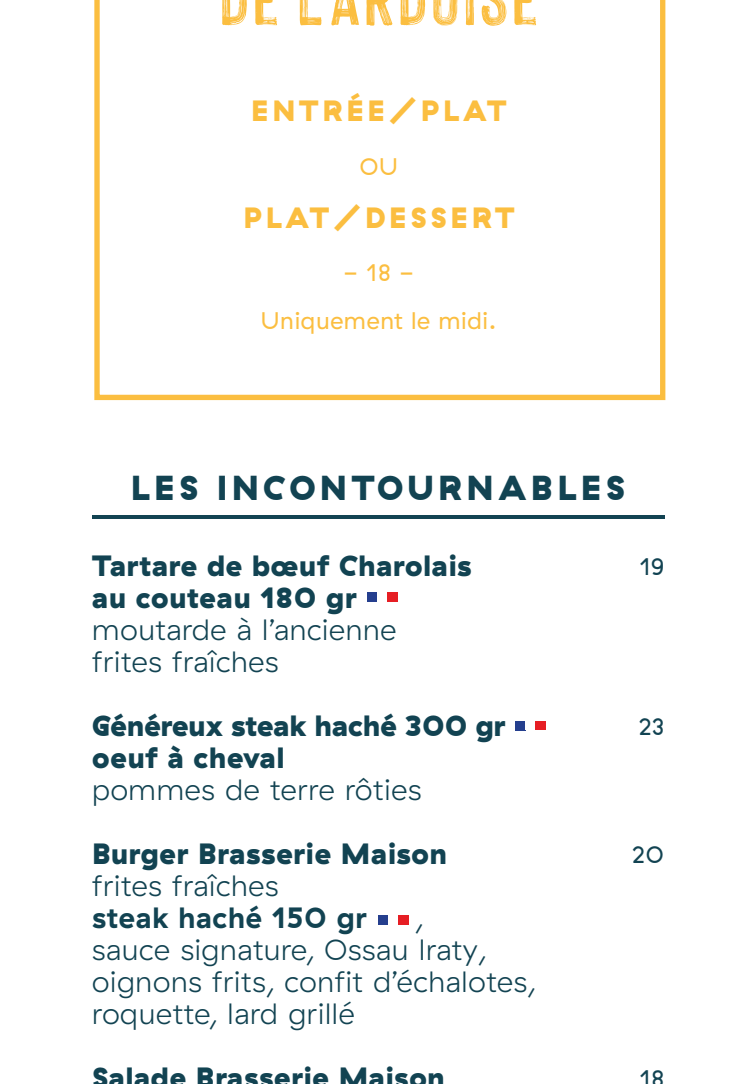 DE L'ARDOISE
ENTRÉE/PLAT
OU
PLAT/DESSERT
– 18 –
Uniquement le midi.
LES INCONTOURNABLES
Tartare de bœuf Charolais 19
au couteau 180 gr
moutarde à l’ancienne
frites fraîches
Généreux steak haché 300 gr 23
oeuf à cheval
pommes de terre rôties
Burger Brasserie Maison 20
frites fraîches
steak haché 150 gr ,
sauce signature, Ossau Iraty,
oignons frits, confit d’échalotes,
roquette, lard grillé
Salade Brasserie Maison 18